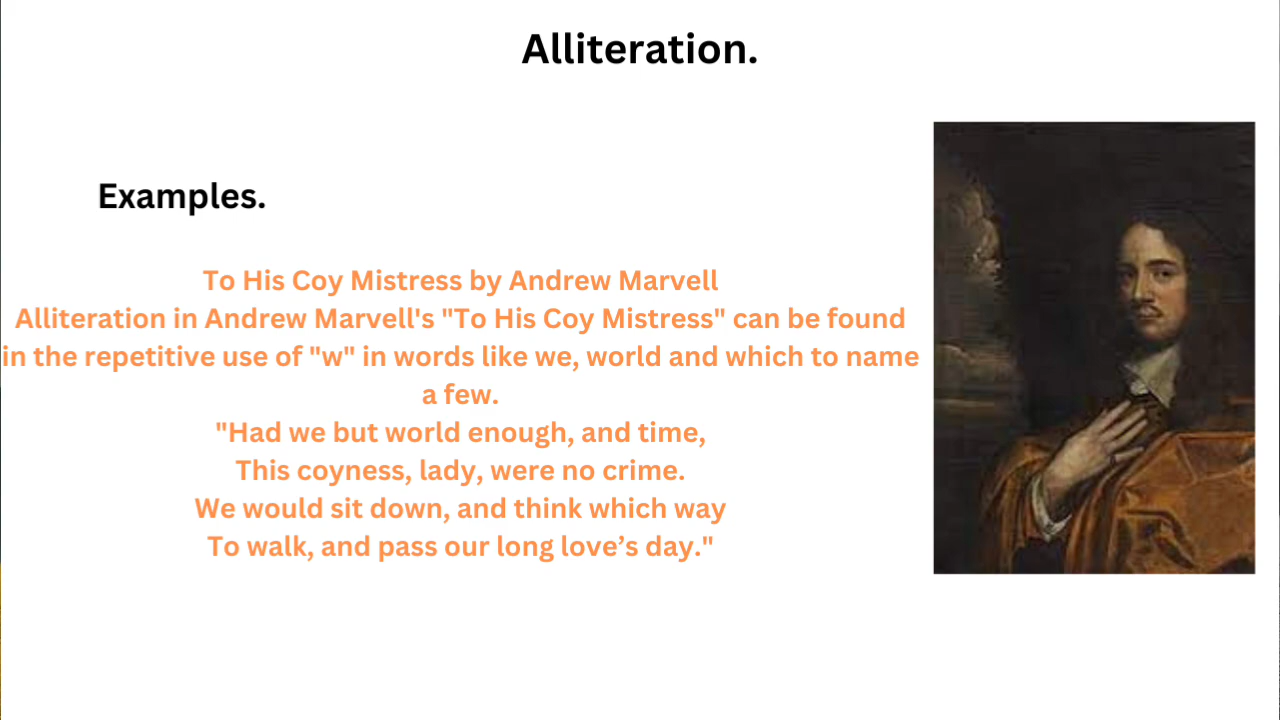 Alliteration.
Examples.
To His Coy Mistress by Andrew Marvell
Alliteration in Andrew Marvell's "To His Coy Mistress" can be found
in the repetitive use of "w" in words like we, world and which to name
a few.
"Had we but world enough, and time,
This coyness, lady, were no crime.
We would sit down, and think which way
To walk, and pass our long love’s day."